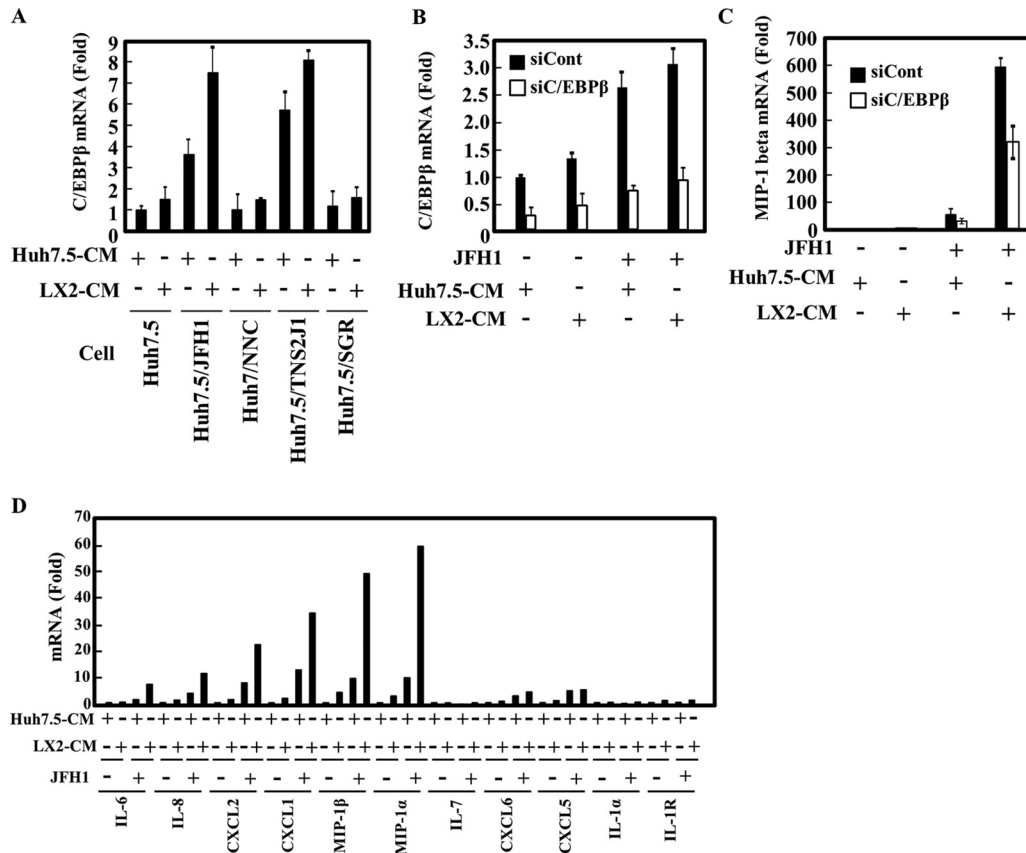 A
C/EBPβ mRNA (Fold)
9
8
7
6
5
4
3
2
1
0
Huh7.5-CM + - + - + - + - + -
LX2-CM - + - + - + - + - +
Cell
Huh7.5
Huh7.5/JFH1
Huh7/NNC
Huh7.5/TNS2J1
Huh7.5/SGR
B
C/EBPβ mRNA (Fold)
3.5
3.0
2.5
2.0
1.5
1.0
0.5
0.0
siCont
siC/EBPβ
JFH1 - - + +
Huh7.5-CM + - + -
LX2-CM - + - +
C
MIP-1 beta mRNA (Fold)
700
600
500
400
300
200
100
0
siCont
siC/EBPβ
JFH1 - - + +
Huh7.5-CM + - + -
LX2-CM - + - +
D
mRNA (Fold)
70
60
50
40
30
20
10
0
Huh7.5-CM + - + - + - + - + - + - + - + - + - + - + - + - + - + - + - + - + - + - + - + - + - + -
LX2-CM - + - + - + - + - + - + - + - + - + - + - + - + - + - + - + - + - + - + - + - + - + - +
JFH1 - + - + - + - + - + - + - + - + - + - + - +
IL-6
IL-8
CXCL2
CXCL1
MIP-1β
MIP-1α
IL-7
CXCL6
CXCL5
IL-1α
IL-1R